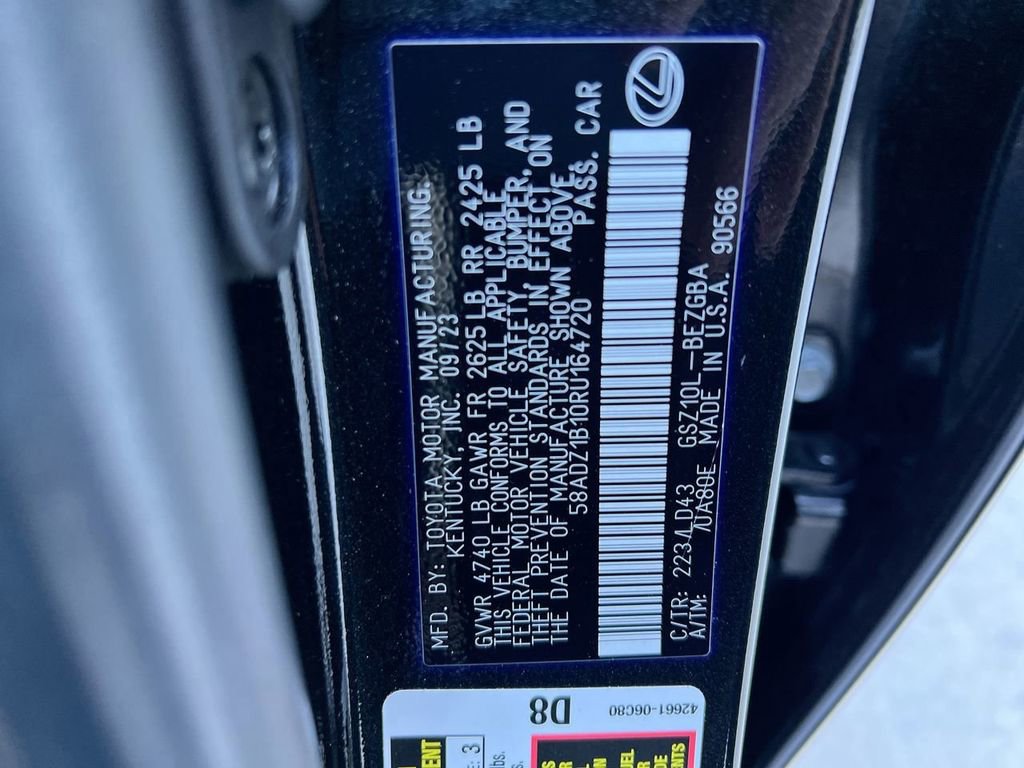 MFD. BY: TOYOTA MOTOR MANUFACTURING.
KENTUCKY, INC. 09/23
GVWR 4740 LB GAWR FR 2625 LB RR 2425 LB
THIS VEHICLE CONFORMS TO ALL APPLICABLE
FEDERAL MOTOR VEHICLE SAFETY, BUMPER, AND
THEFT PREVENTION STANDARDS IN EFFECT ON
THE DATE OF MANUFACTURE SHOWN ABOVE.
58ADZ1B10RU164720 PASS. CAR
C/TR: 223/LD43 GSZ10L-BEZGBA
A/TM: /UA80E MADE IN U.S.A. 90566
D8
42661-06C80